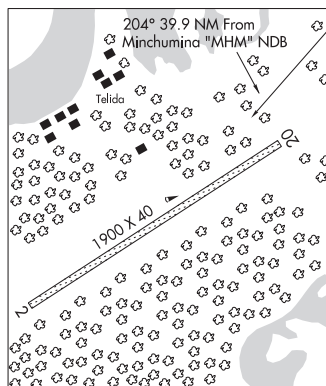 204° 39.9 NM From
Minchumina "MHM" NDB
Telida
20
1900 X 40
2